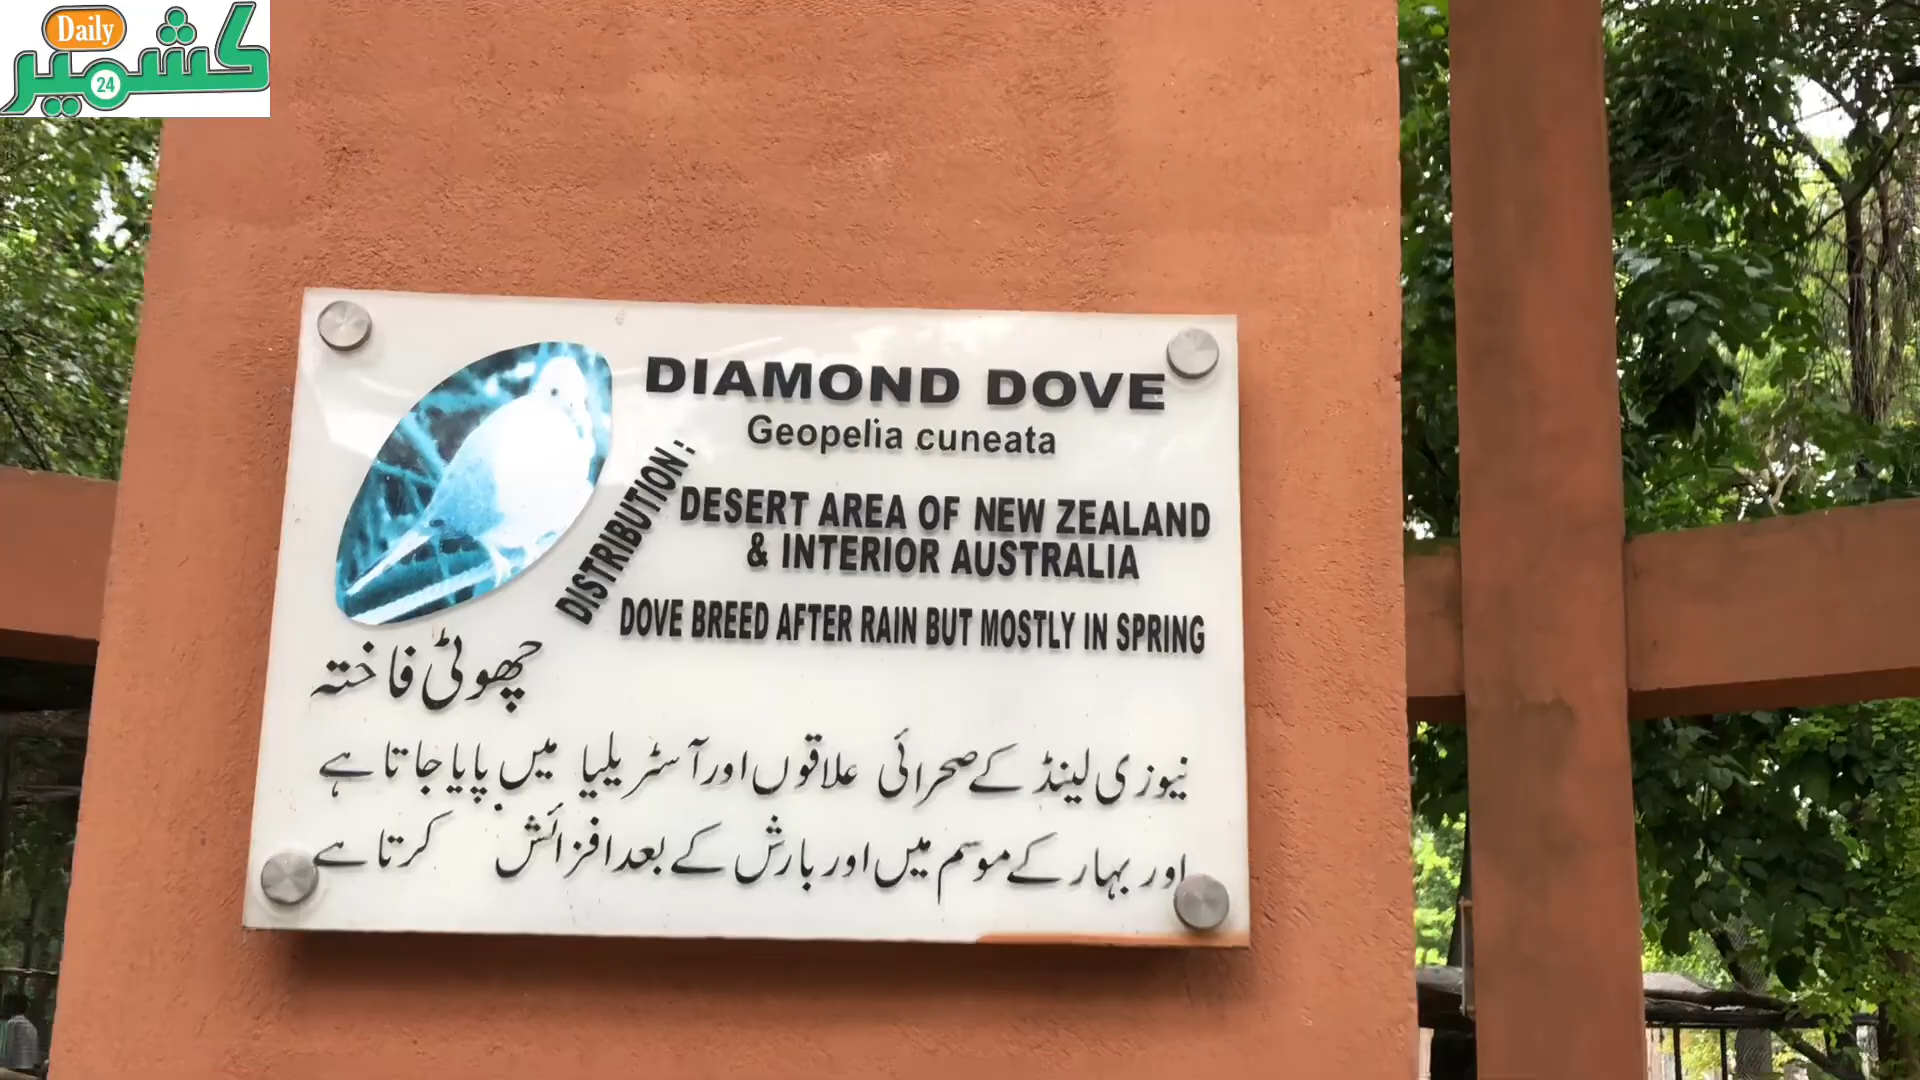 Daily
کشمیر
24
DIAMOND DOVE
Geopelia cuneata
DISTRIBUTION :
DESERT AREA OF NEW ZEALAND
& INTERIOR AUSTRALIA
DOVE BREED AFTER RAIN BUT MOSTLY IN SPRING
چھوٹی فاختہ
نیوزی لینڈ کے صحرائی علاقوں اور آسٹریلیا میں پایا جاتا ہے
اور بہار کے موسم میں اور بارش کے بعد افزائش کرتا ہے